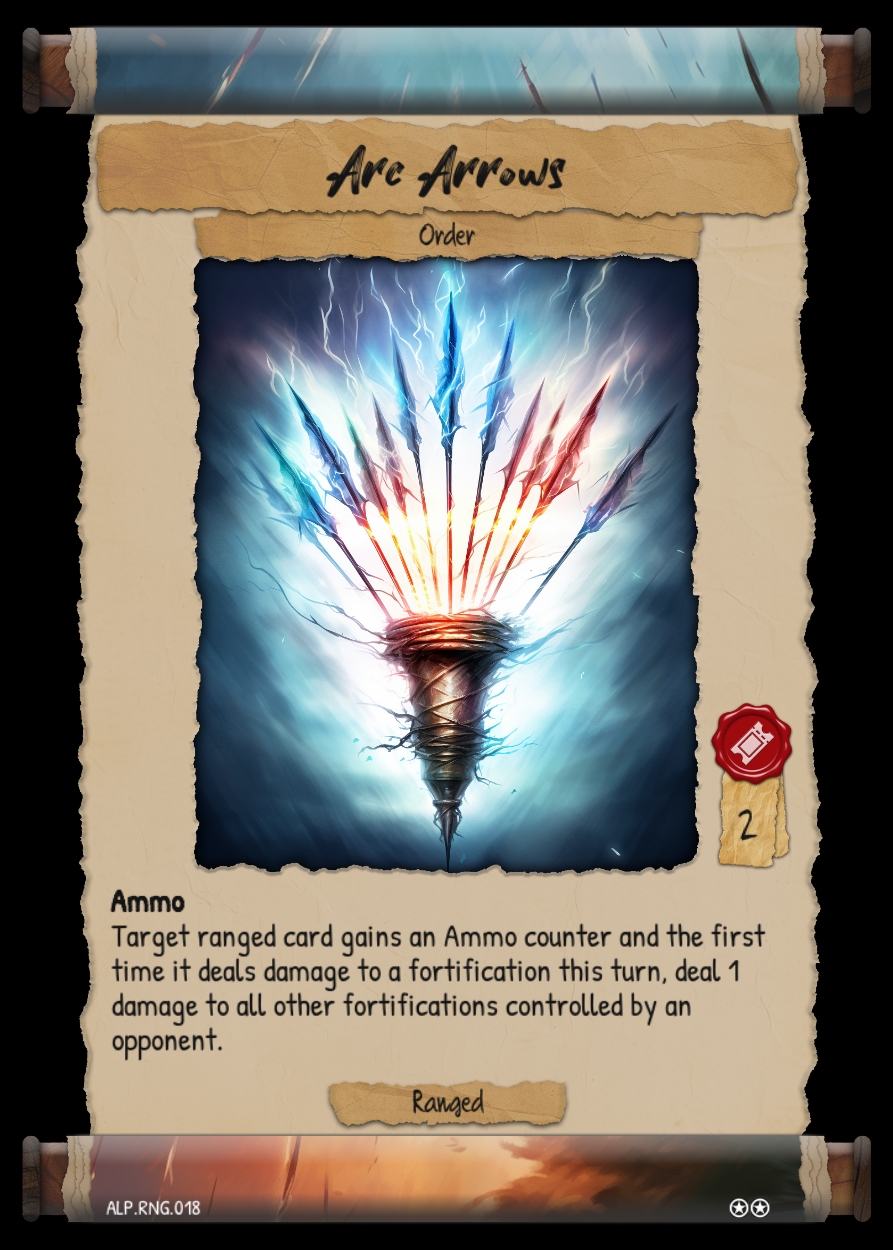 Arc Arrows
Order
2
Ammo
Target ranged card gains an Ammo counter and the first
time it deals damage to a fortification this turn, deal 1
damage to all other fortifications controlled by an
opponent.
Ranged
ALP.RNG.018